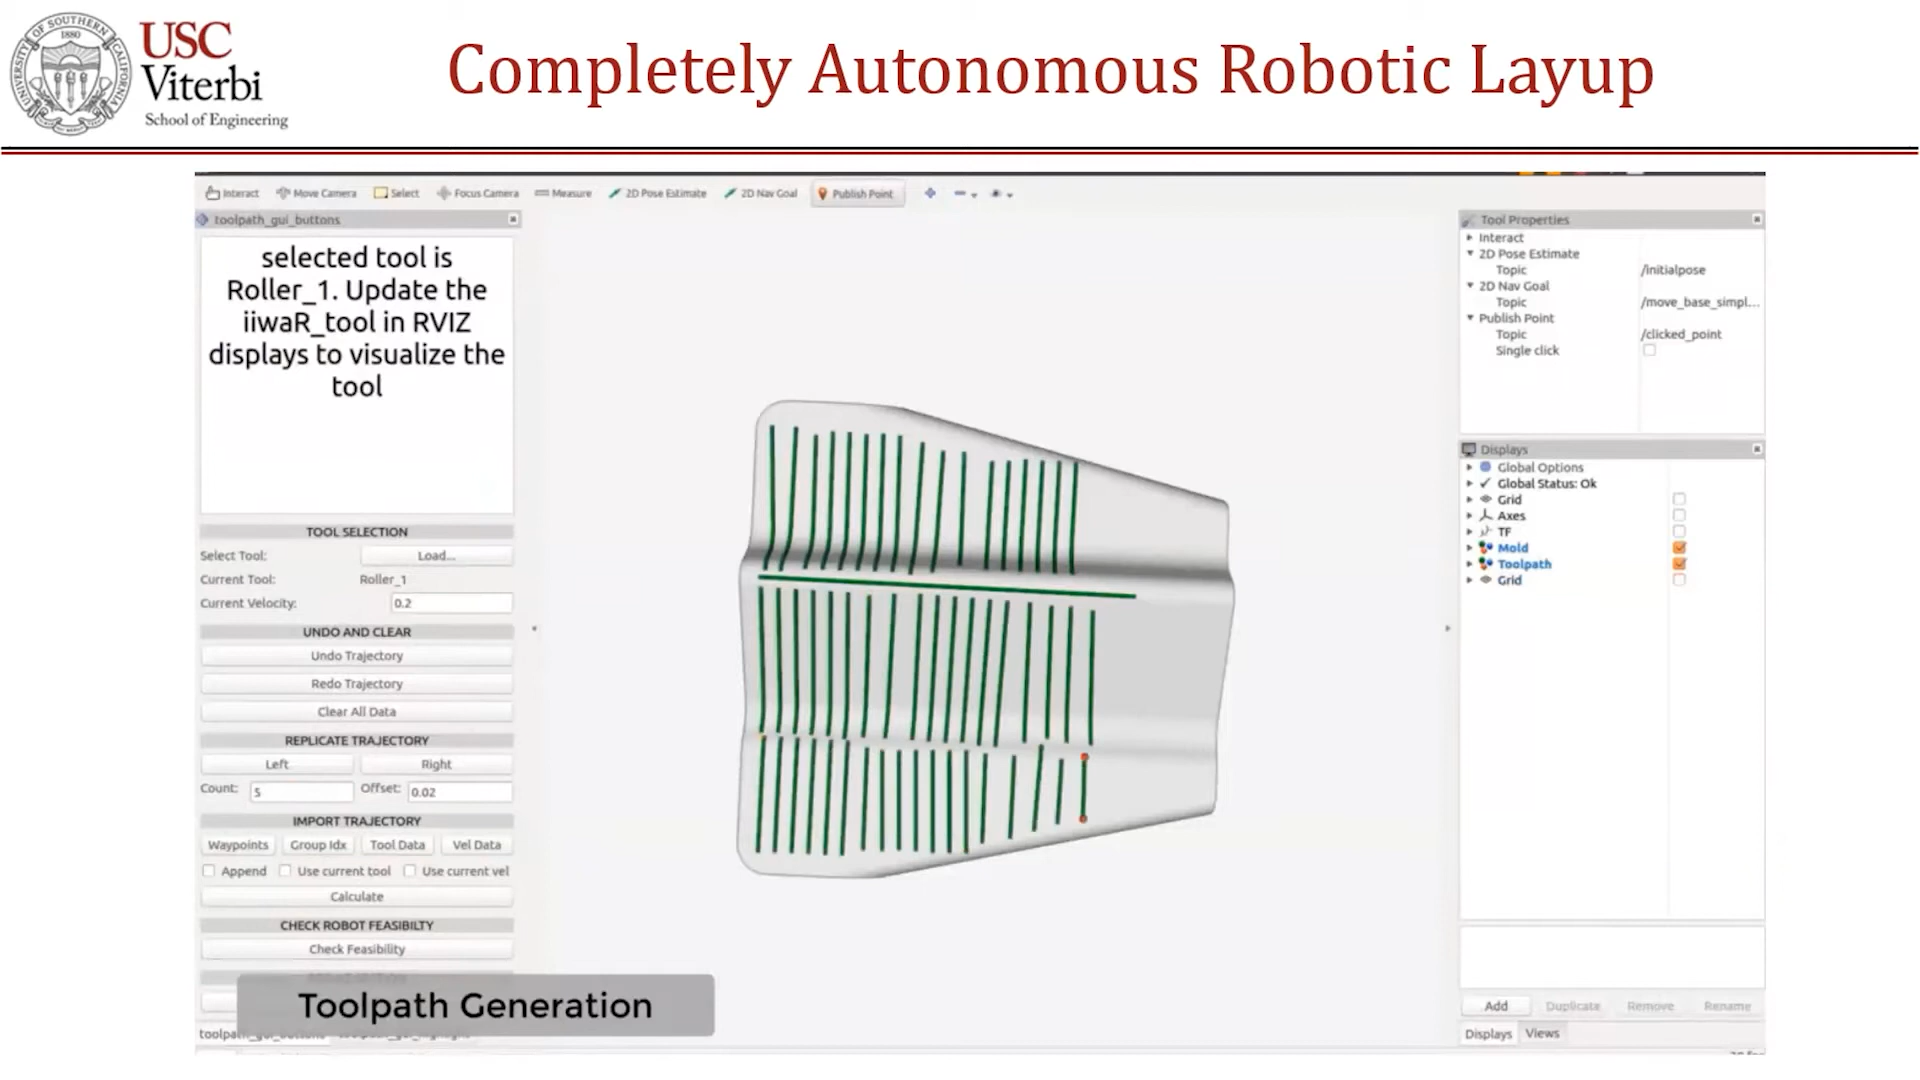 UNIVERSITY OF SOUTHERN CALIFORNIA
1880
USC
Viterbi
School of Engineering
Completely Autonomous Robotic Layup
Interact Move Camera Select Focus Camera Measure 2D Pose Estimate 2D Nav Goal Publish Point
toolpath_gui_buttons
selected tool is
Roller_1. Update the
iiwaR_tool in RVIZ
displays to visualize the
tool
TOOL SELECTION
Select Tool: Load...
Current Tool: Roller_1
Current Velocity: 0.2
UNDO AND CLEAR
Undo Trajectory
Redo Trajectory
Clear All Data
REPLICATE TRAJECTORY
Left Right
Count: 5 Offset: 0.02
IMPORT TRAJECTORY
Waypoints Group Idx Tool Data Vel Data
Append Use current tool Use current vel
Calculate
CHECK ROBOT FEASIBILTY
Check Feasibility
Toolpath Generation
toolpath_gui_buttons
Tool Properties
Interact
2D Pose Estimate
Topic /initialpose
2D Nav Goal
Topic /move_base_simpl...
Publish Point
Topic /clicked_point
Single click
Displays
Global Options
Global Status: Ok
Grid
Axes
TF
Mold
Toolpath
Grid
Add Duplicate Remove Rename
Displays Views